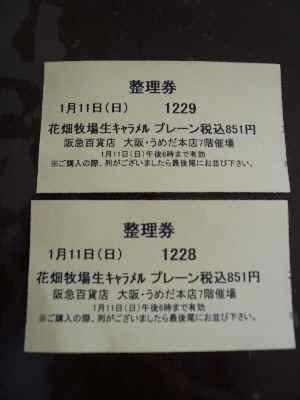 整理券
1月11日(日) 1229
花畑牧場生キャラメル プレーン税込851円
阪急百貨店 大阪・うめだ本店7階催場
1月11日(日)午後6時まで有効
※ご購入の際、列がございましたら最後尾にお並び下さい。
整理券
1月11日(日) 1228
花畑牧場生キャラメル プレーン税込851円
阪急百貨店 大阪・うめだ本店7階催場
1月11日(日)午後6時まで有効
※ご購入の際、列がございましたら最後尾にお並び下さい。